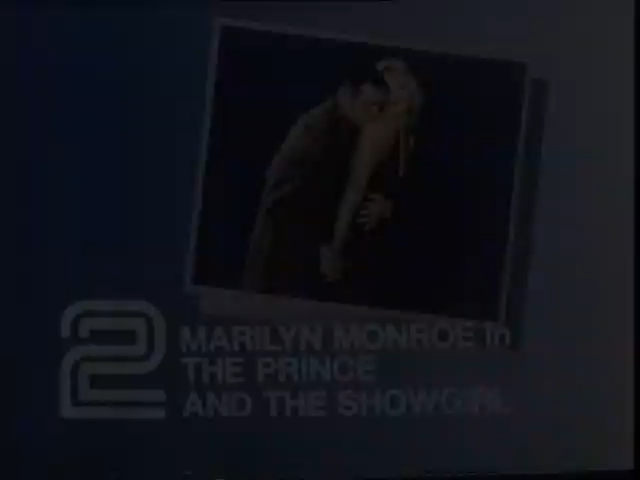 2
MARILYN MONROE in
THE PRINCE
AND THE SHOWGIRL